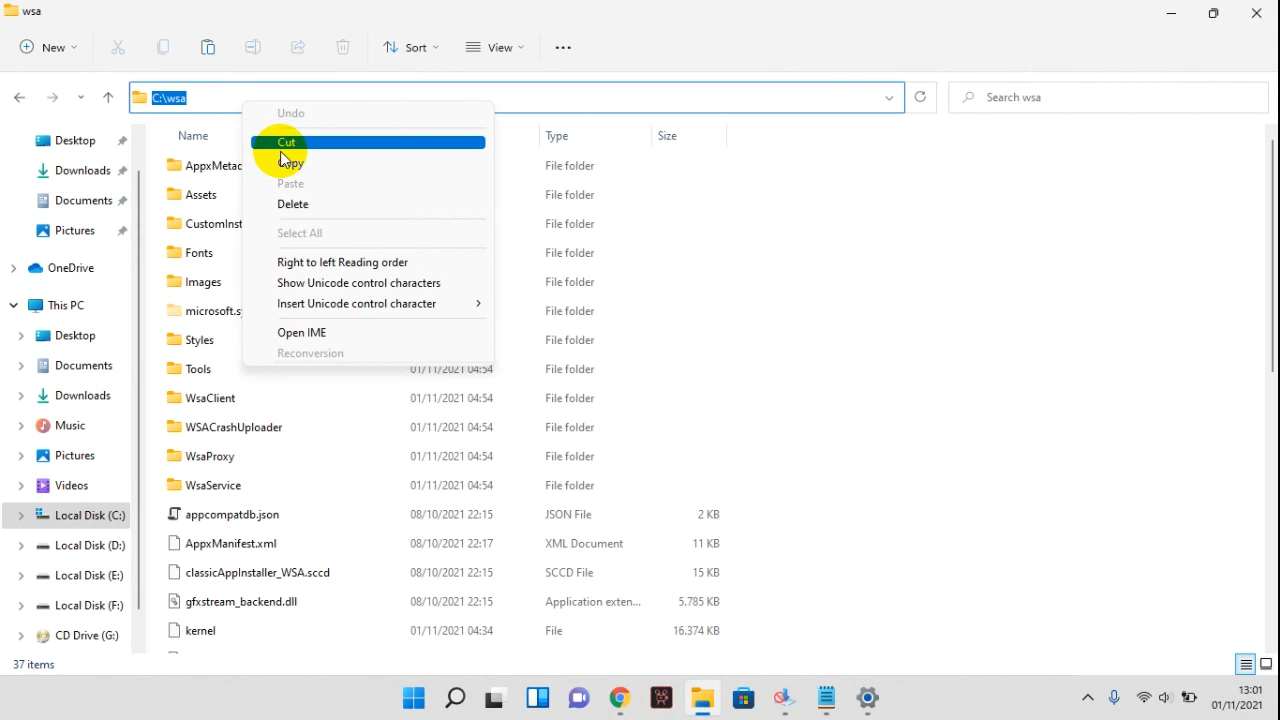 wsa
New
Sort
View
C:\wsa
Search wsa
Name
Type
Size
Undo
Cut
Copy
Paste
Delete
Select All
Right to left Reading order
Show Unicode control characters
Insert Unicode control character
Open IME
Reconversion
Desktop
Downloads
Documents
Pictures
OneDrive
This PC
Desktop
Documents
Downloads
Music
Pictures
Videos
Local Disk (C:)
Local Disk (D:)
Local Disk (E:)
Local Disk (F:)
CD Drive (G:)
AppxMetac File folder
Assets File folder
CustomInst File folder
Fonts File folder
Images File folder
microsoft.sy File folder
Styles File folder
Tools 01/11/2021 04:54 File folder
WsaClient 01/11/2021 04:54 File folder
WSACrashUploader 01/11/2021 04:54 File folder
WsaProxy 01/11/2021 04:54 File folder
WsaService 01/11/2021 04:54 File folder
appcompatdb.json 08/10/2021 22:15 JSON File 2 KB
AppxManifest.xml 08/10/2021 22:17 XML Document 11 KB
classicAppInstaller_WSA.sccd 08/10/2021 22:15 SCCD File 15 KB
gfxstream_backend.dll 08/10/2021 22:15 Application exten... 5.785 KB
kernel 01/11/2021 04:34 File 16.374 KB
37 items
13:01
01/11/2021